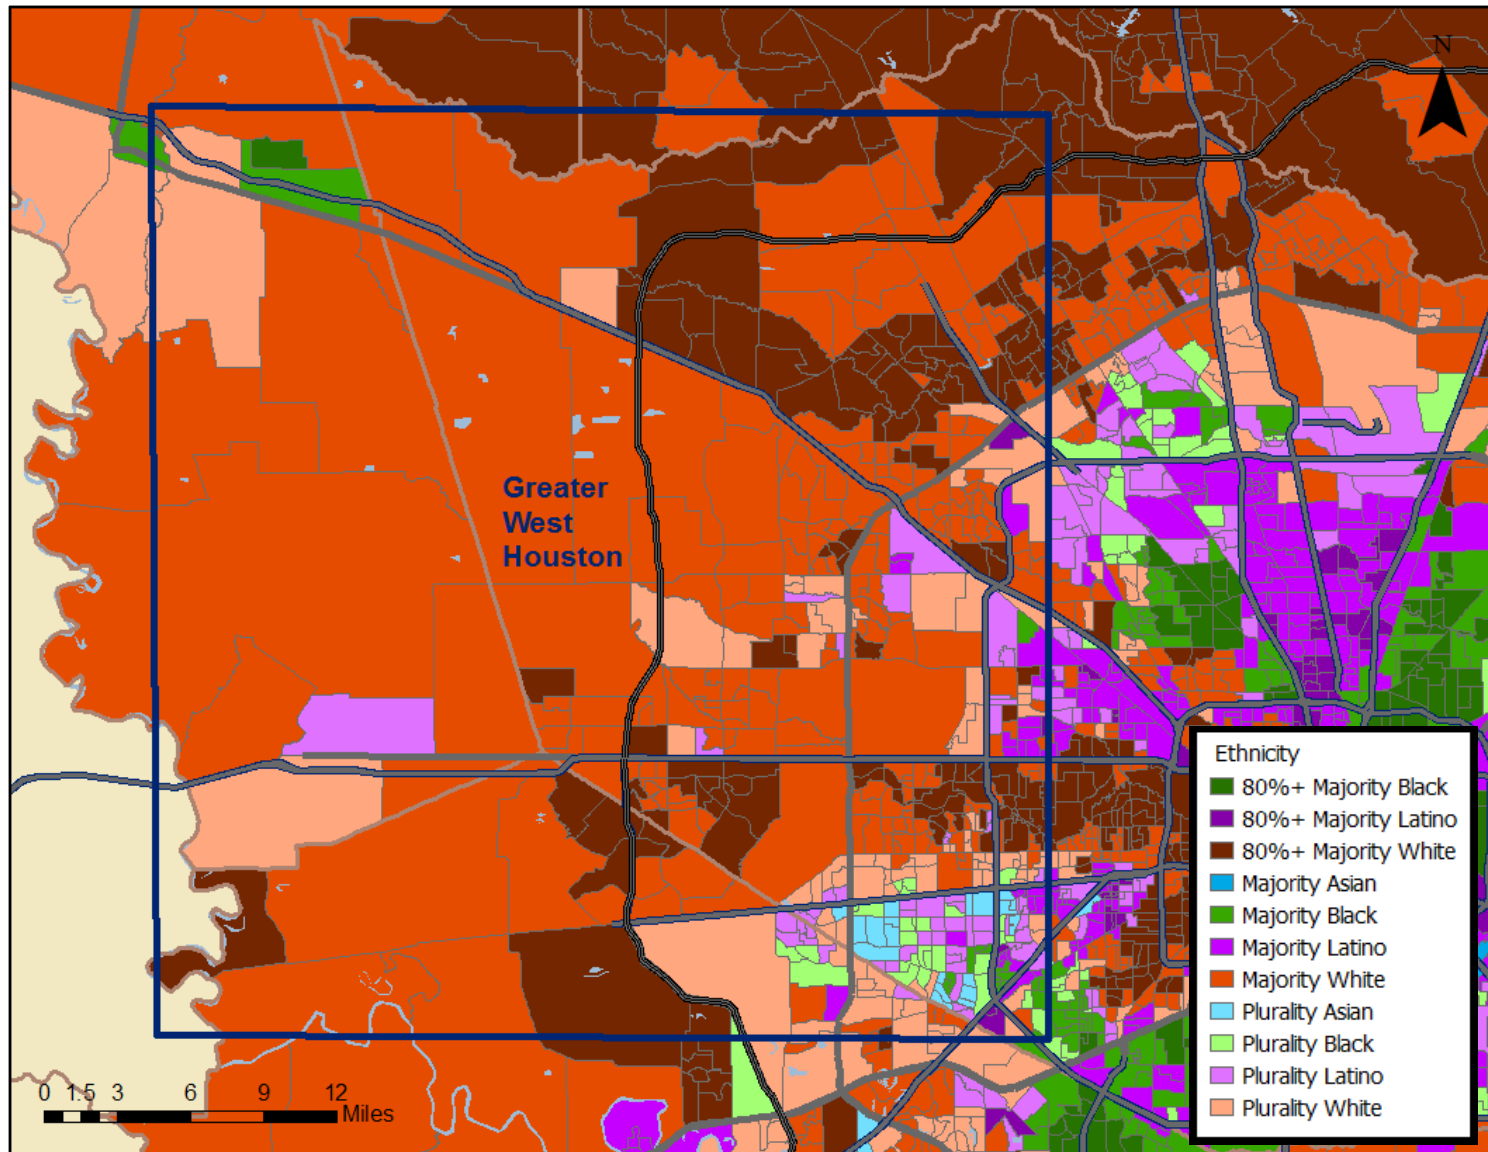 N
Greater
West
Houston
Ethnicity
80%+ Majority Black
80%+ Majority Latino
80%+ Majority White
Majority Asian
Majority Black
Majority Latino
Majority White
Plurality Asian
Plurality Black
Plurality Latino
Plurality White
0 1.5 3 6 9 12
Miles